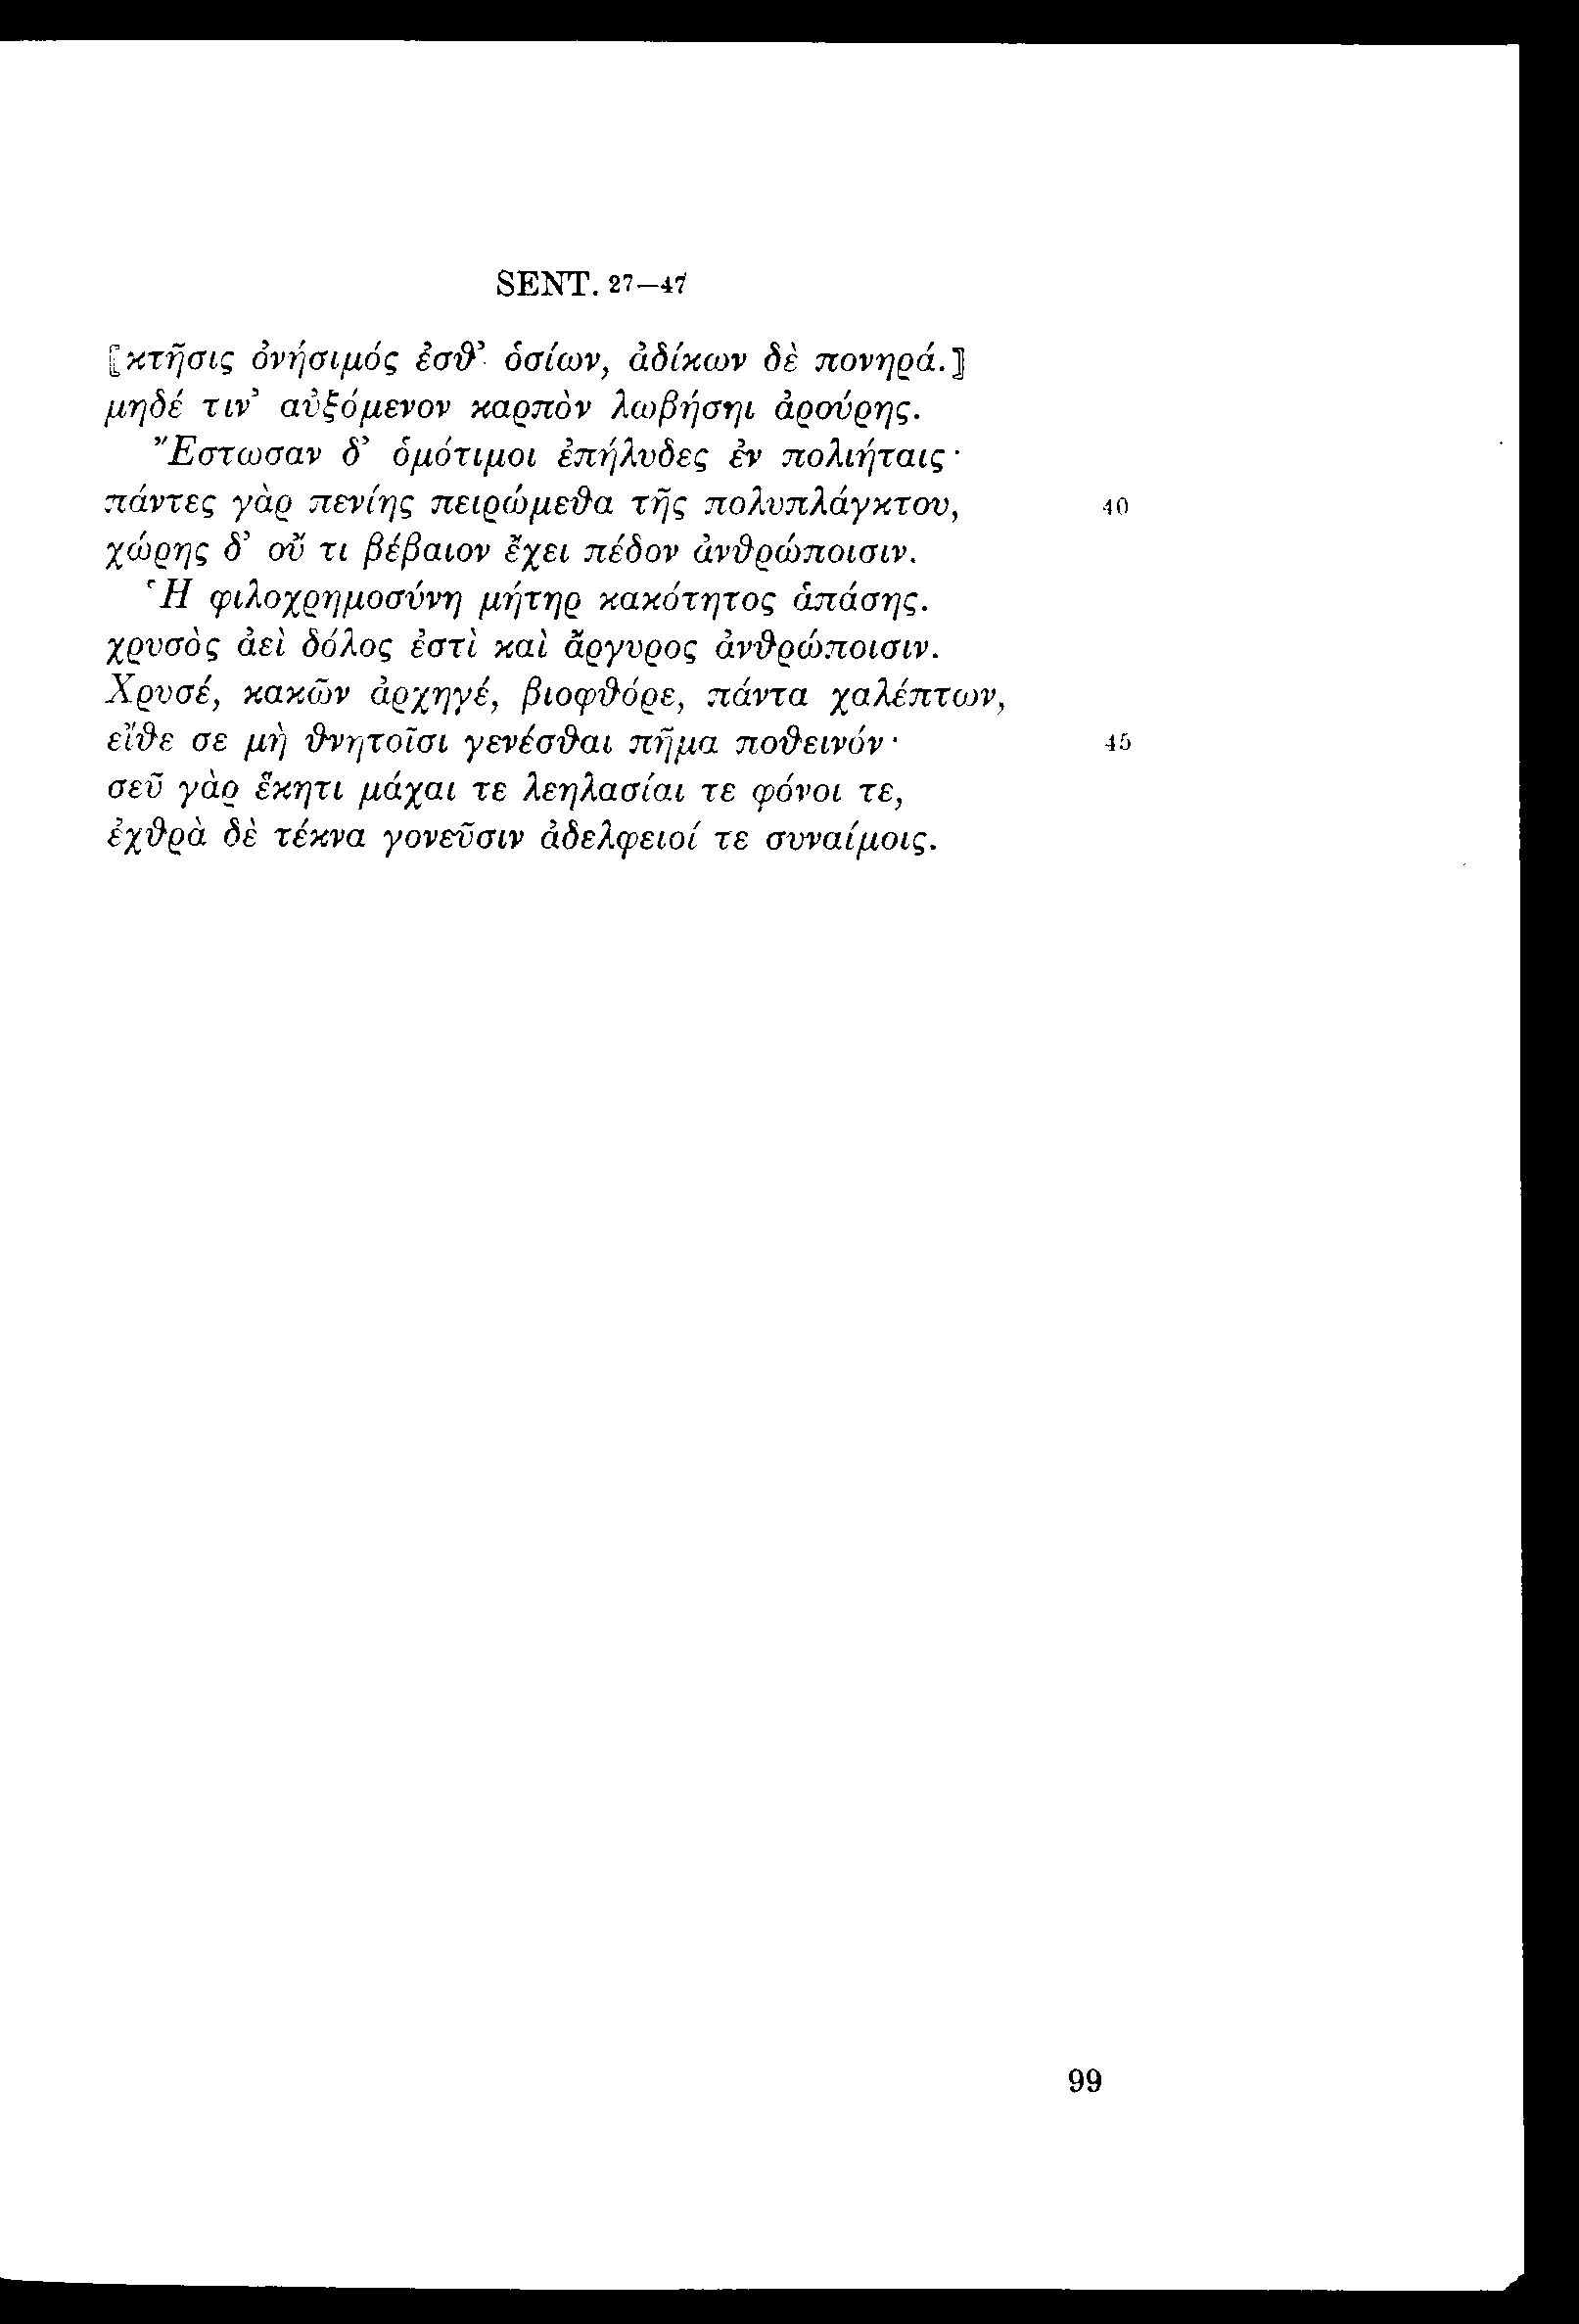 SENT. 27–47
⟦κτῆσις ὀνήσιμός ἐσθ’ ὁσίων, ἀδίκων δὲ πονηρά.⟧
μηδέ τιν’ αὐξόμενον καρπὸν λωβήσηι ἀρούρης.
Ἔστωσαν δ’ ὁμότιμοι ἐπήλυδες ἐν πολιήταις·
πάντες γὰρ πενίης πειρώμεθα τῆς πολυπλάγκτου, 40
χώρης δ’ οὔ τι βέβαιον ἔχει πέδον ἀνθρώποισιν.
Ἡ φιλοχρημοσύνη μήτηρ κακότητος ἁπάσης.
χρυσὸς ἀεὶ δόλος ἐστὶ καὶ ἄργυρος ἀνθρώποισιν.
Χρυσέ, κακῶν ἀρχηγέ, βιοφθόρε, πάντα χαλέπτων,
εἴθε σε μὴ θνητοῖσι γενέσθαι πῆμα ποθεινόν· 45
σεῦ γὰρ ἕκητι μάχαι τε λεηλασίαι τε φόνοι τε,
ἐχθρὰ δὲ τέκνα γονεῦσιν ἀδελφειοί τε συναίμοις.
99